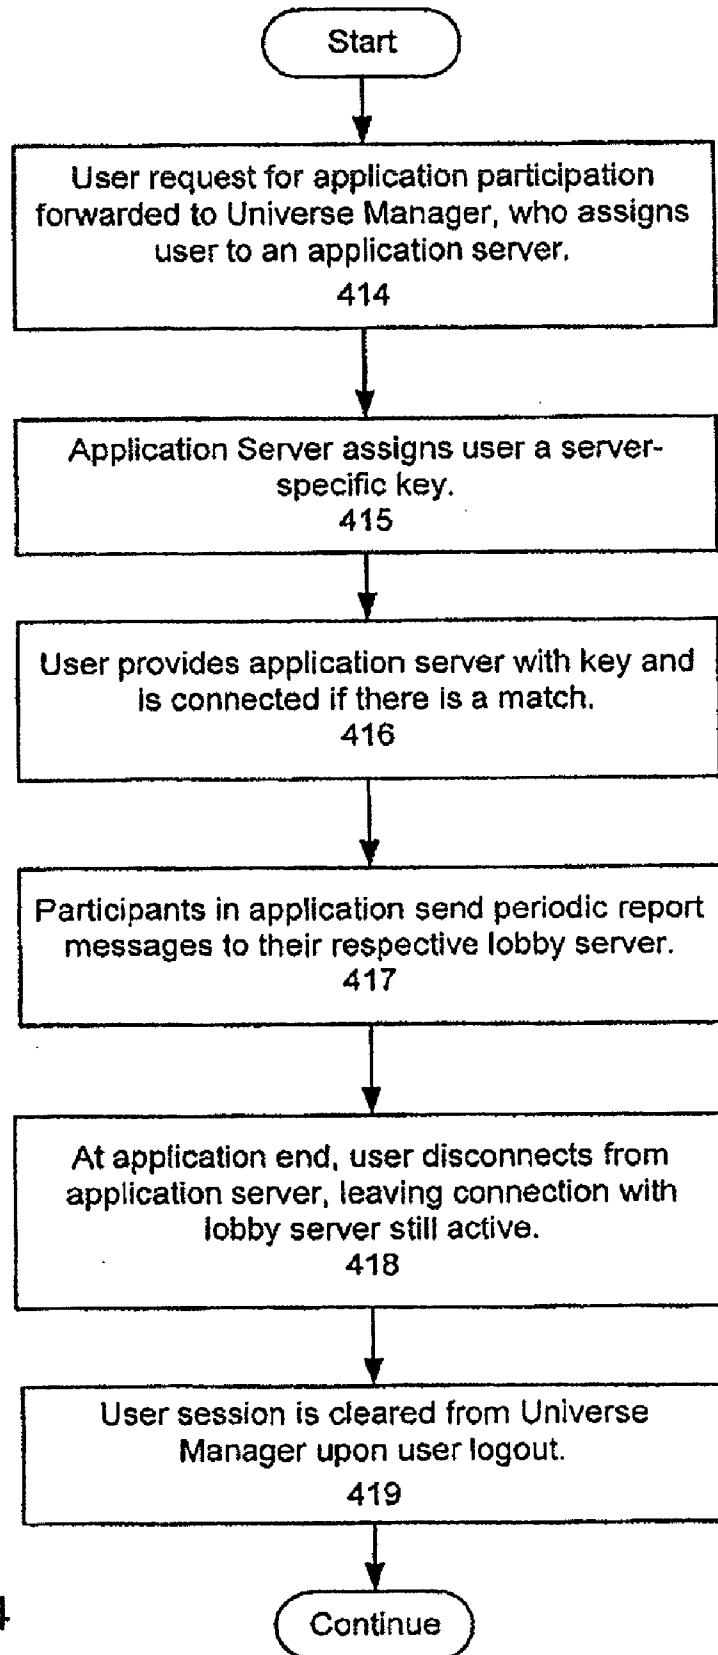 Start
User request for application participation
forwarded to Universe Manager, who assigns
user to an application server.
414
Application Server assigns user a server-
specific key.
415
User provides application server with key and
is connected if there is a match.
416
Participants in application send periodic report
messages to their respective lobby server.
417
At application end, user disconnects from
application server, leaving connection with
lobby server still active.
418
User session is cleared from Universe
Manager upon user logout.
419
Continue
4